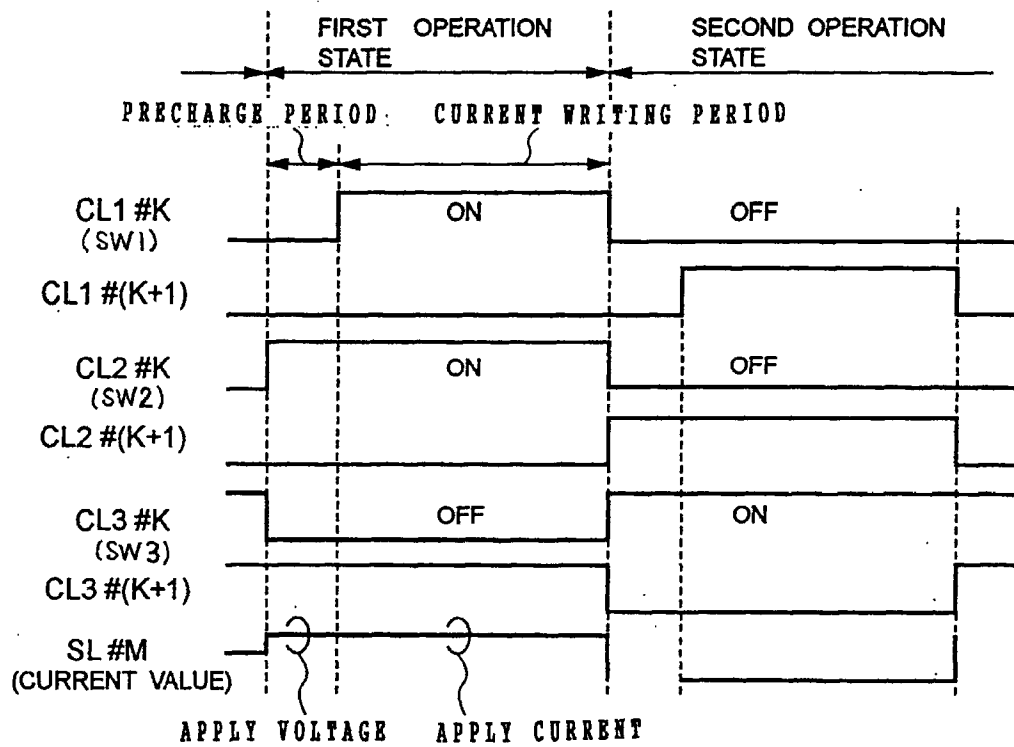 FIRST OPERATION STATE
SECOND OPERATION STATE
PRECHARGE PERIOD
CURRENT WRITING PERIOD
CL1 #K
(SW1)
ON
OFF
CL1 #(K+1)
CL2 #K
(SW2)
ON
OFF
CL2 #(K+1)
CL3 #K
(SW3)
OFF
ON
CL3 #(K+1)
SL #M
(CURRENT VALUE)
APPLY VOLTAGE
APPLY CURRENT